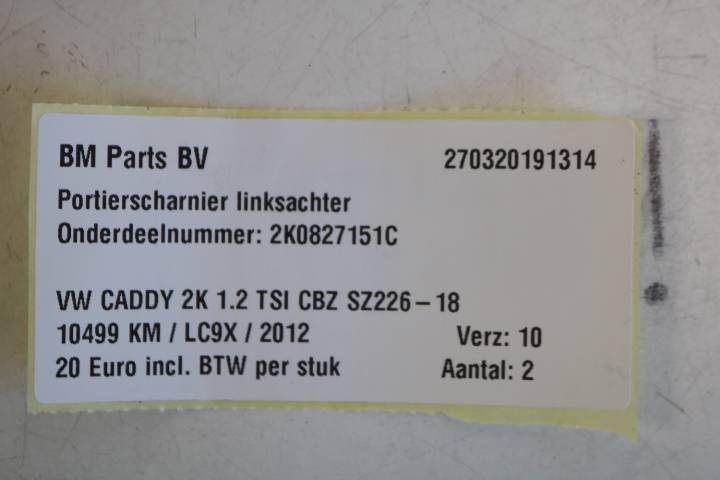 BM Parts BV 270320191314
Portierscharnier linksachter
Onderdeelnummer: 2K0827151C
VW CADDY 2K 1.2 TSI CBZ SZ226-18
10499 KM / LC9X / 2012 Verz: 10
20 Euro incl. BTW per stuk Aantal: 2